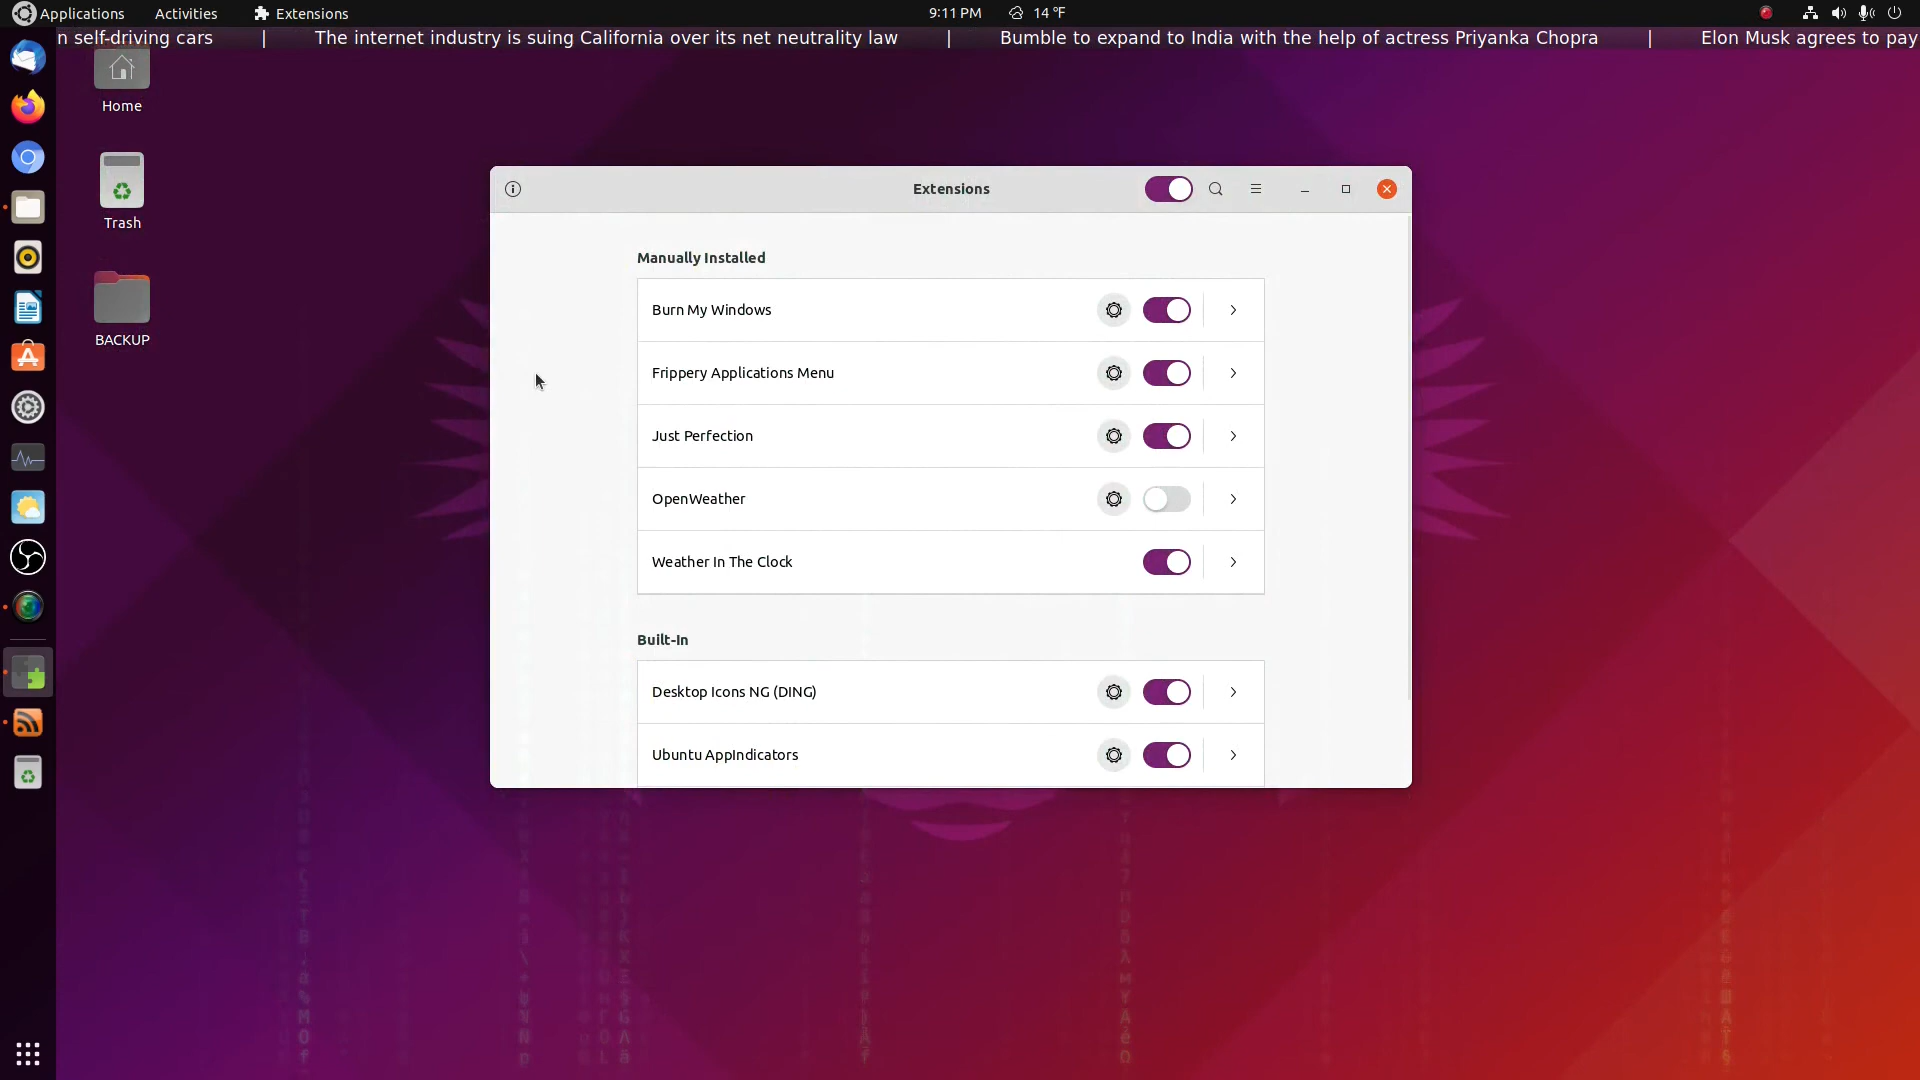 Applications Activities Extensions 9:11 PM 14 °F
n self-driving cars | The internet industry is suing California over its net neutrality law | Bumble to expand to India with the help of actress Priyanka Chopra | Elon Musk agrees to pay
Home
Trash
BACKUP
Extensions
Manually Installed
Burn My Windows
Frippery Applications Menu
Just Perfection
OpenWeather
Weather In The Clock
Built-In
Desktop Icons NG (DING)
Ubuntu AppIndicators